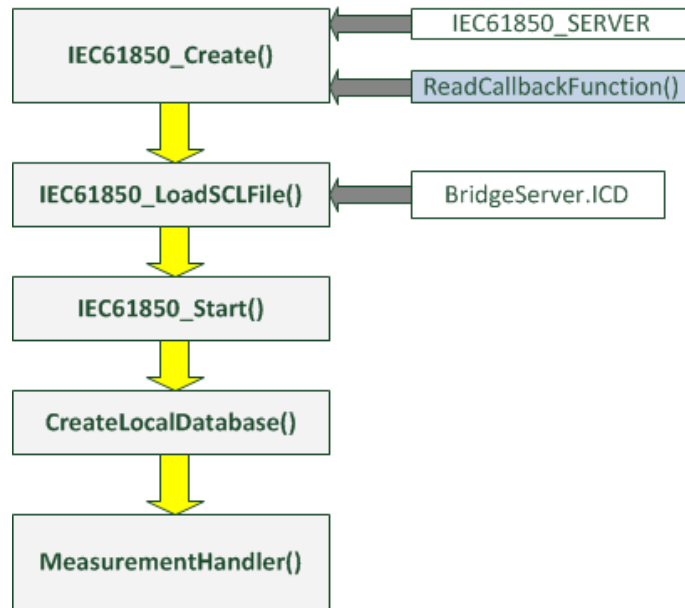 IEC61850_Create()
IEC61850_SERVER
ReadCallbackFunction()
IEC61850_LoadSCLFile()
BridgeServer.ICD
IEC61850_Start()
CreateLocalDatabase()
MeasurementHandler()